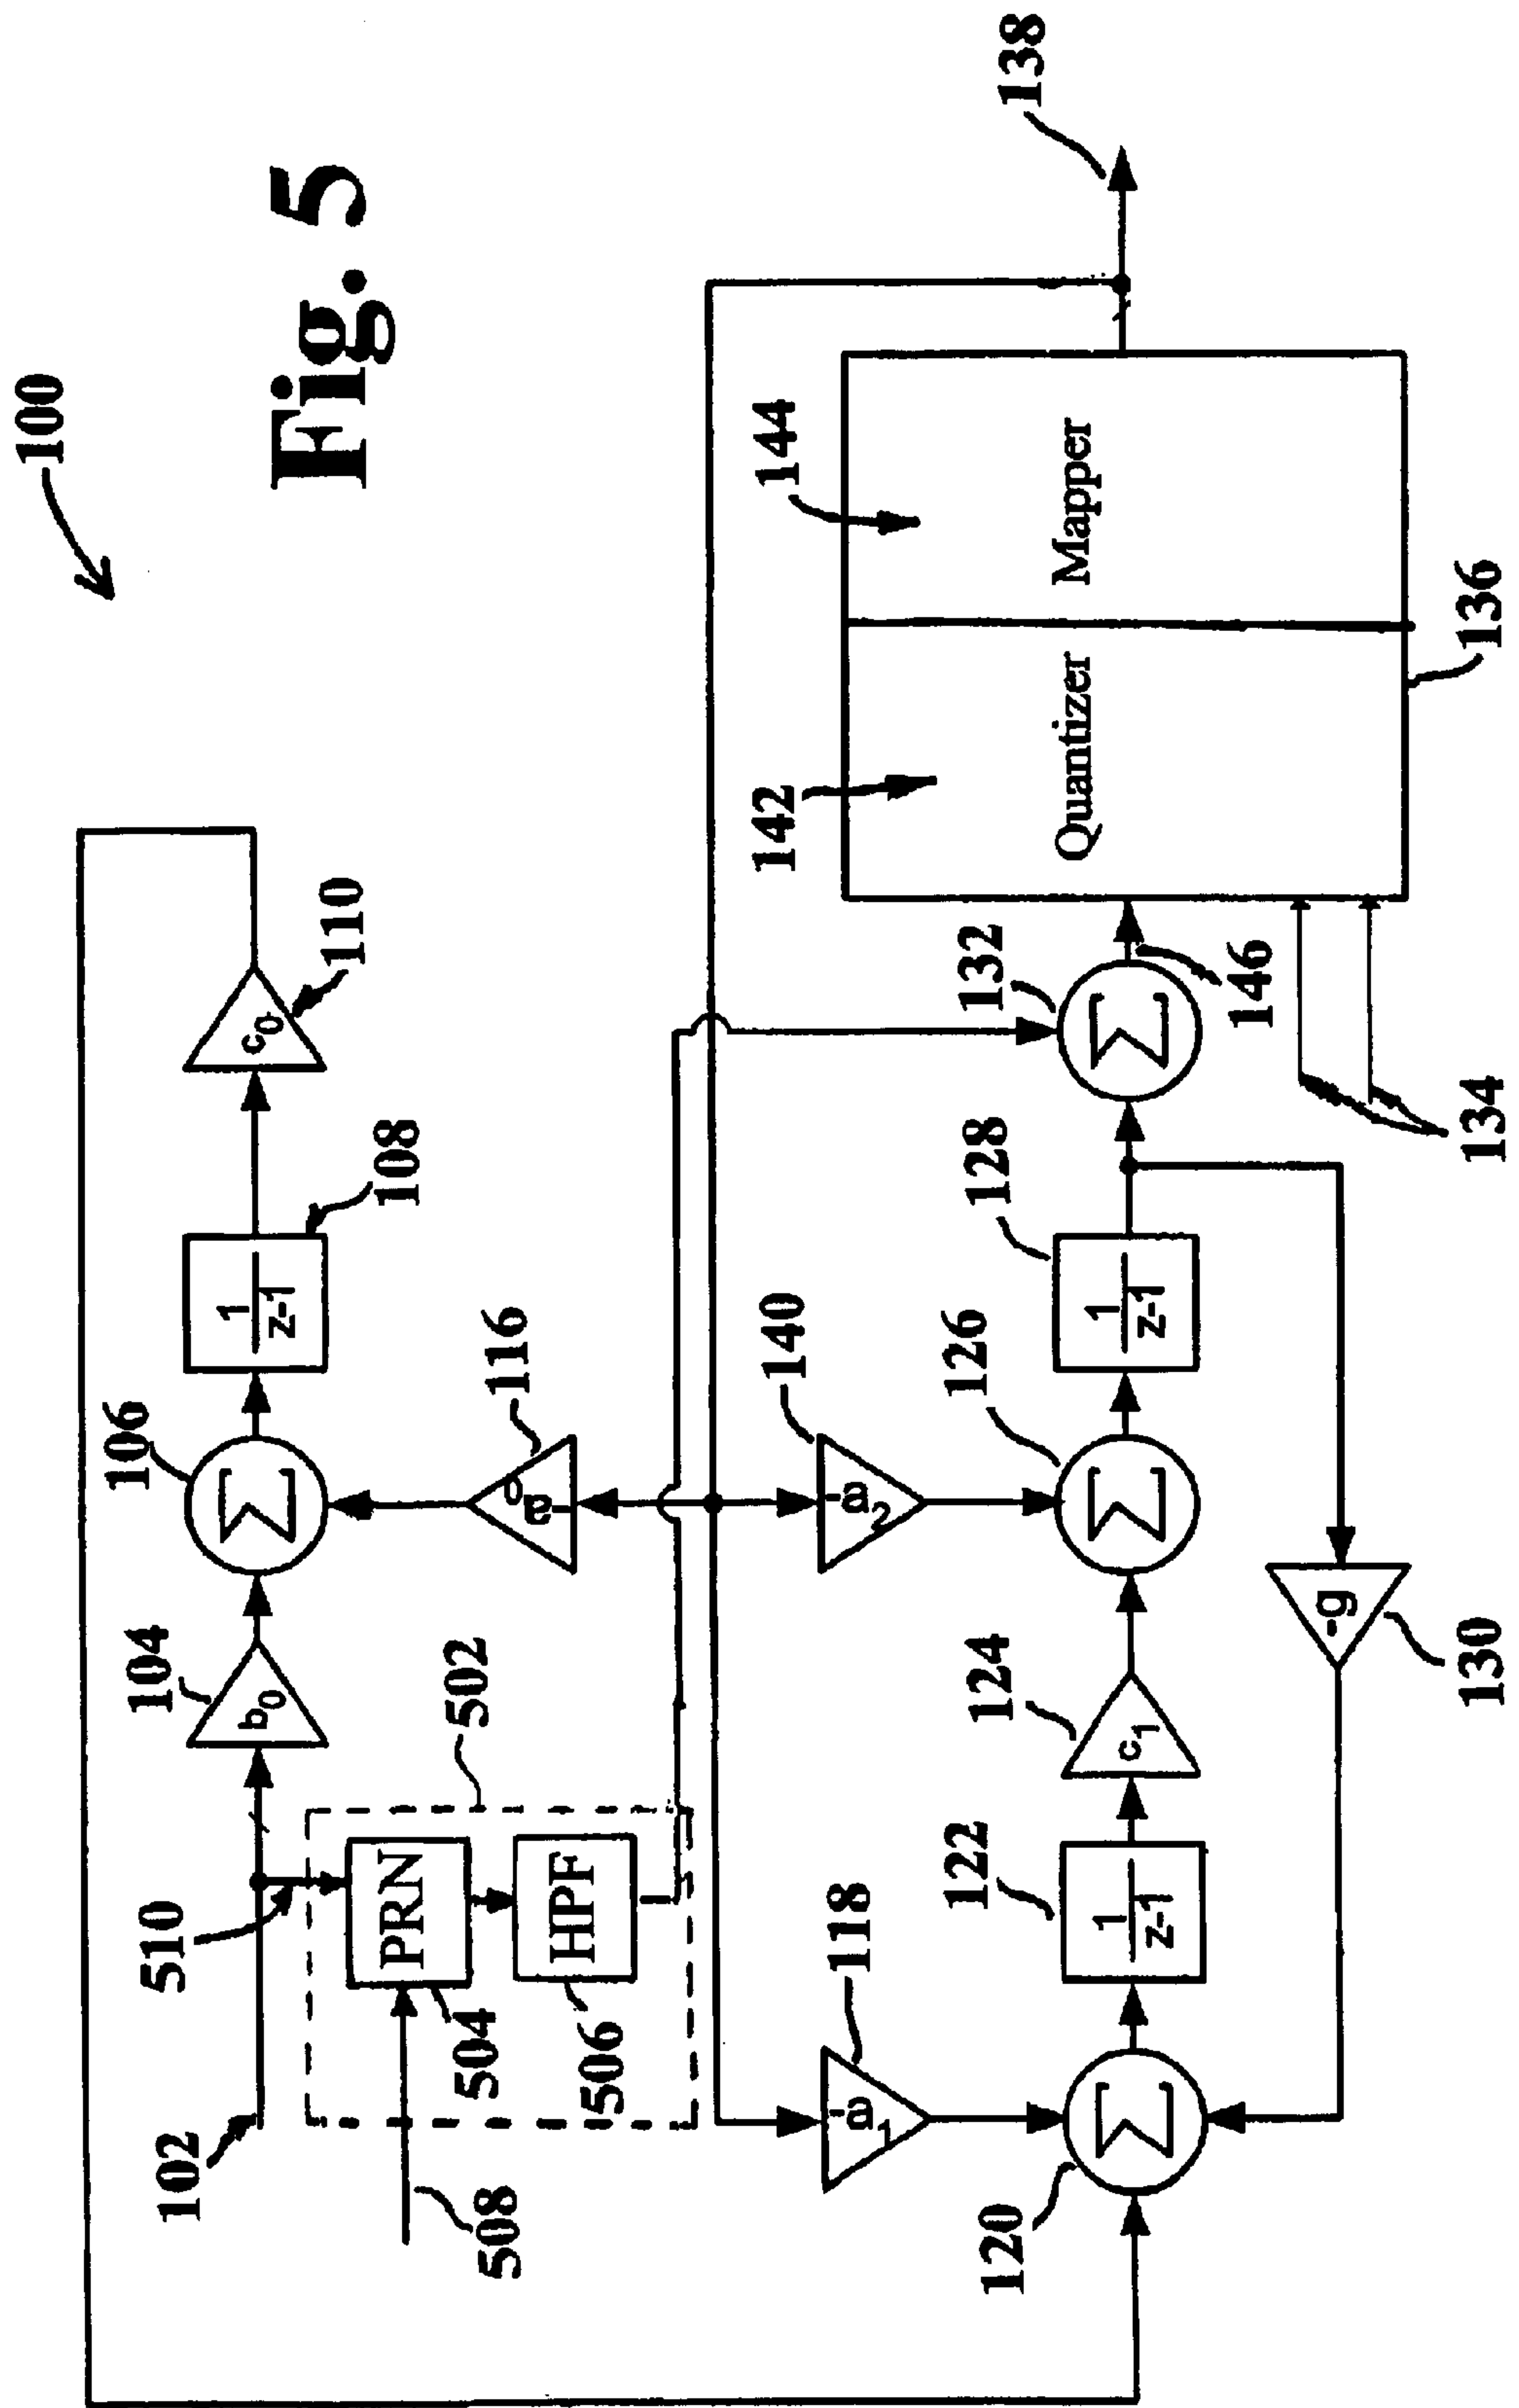 100
Fig. 5
106
108
110
104
b0
Σ
1
z-1
c0
102
510
502
116
-a0
PRN
504
HPF
506
508
118
-a1
140
-a2
142
144
138
120
Σ
122
1
z-1
124
c1
126
Σ
128
1
z-1
132
Σ
146
Quantizer
Mapper
130
-g
134
136